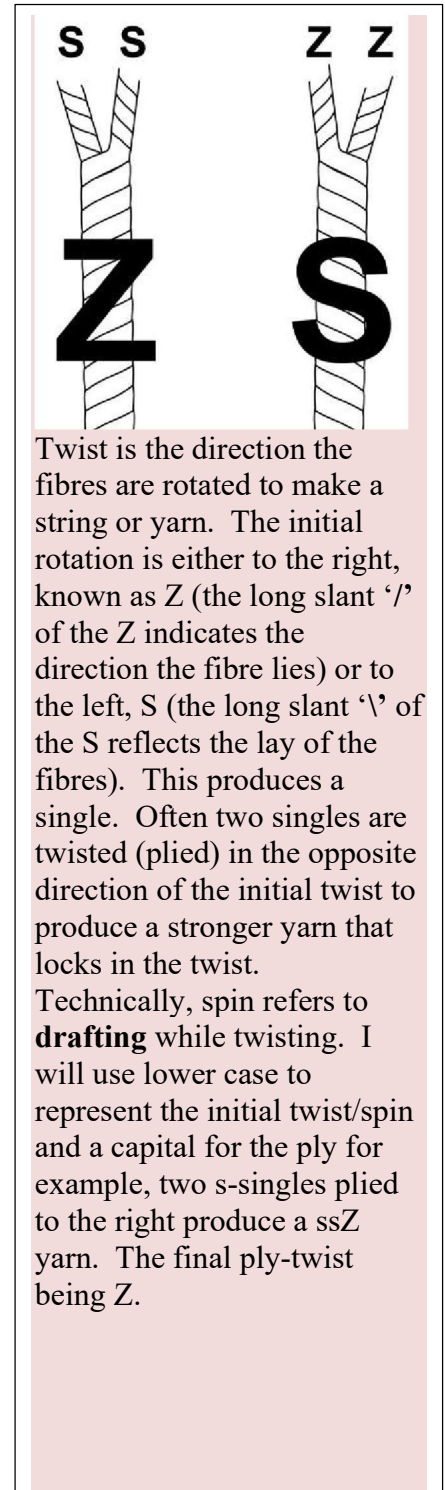 S S Z Z
Z S
Twist is the direction the
fibres are rotated to make a
string or yarn. The initial
rotation is either to the right,
known as Z (the long slant ‘/’
of the Z indicates the
direction the fibre lies) or to
the left, S (the long slant ‘\’ of
the S reflects the lay of the
fibres). This produces a
single. Often two singles are
twisted (plied) in the opposite
direction of the initial twist to
produce a stronger yarn that
locks in the twist.
Technically, spin refers to
drafting while twisting. I
will use lower case to
represent the initial twist/spin
and a capital for the ply for
example, two s-singles plied
to the right produce a ssZ
yarn. The final ply-twist
being Z.